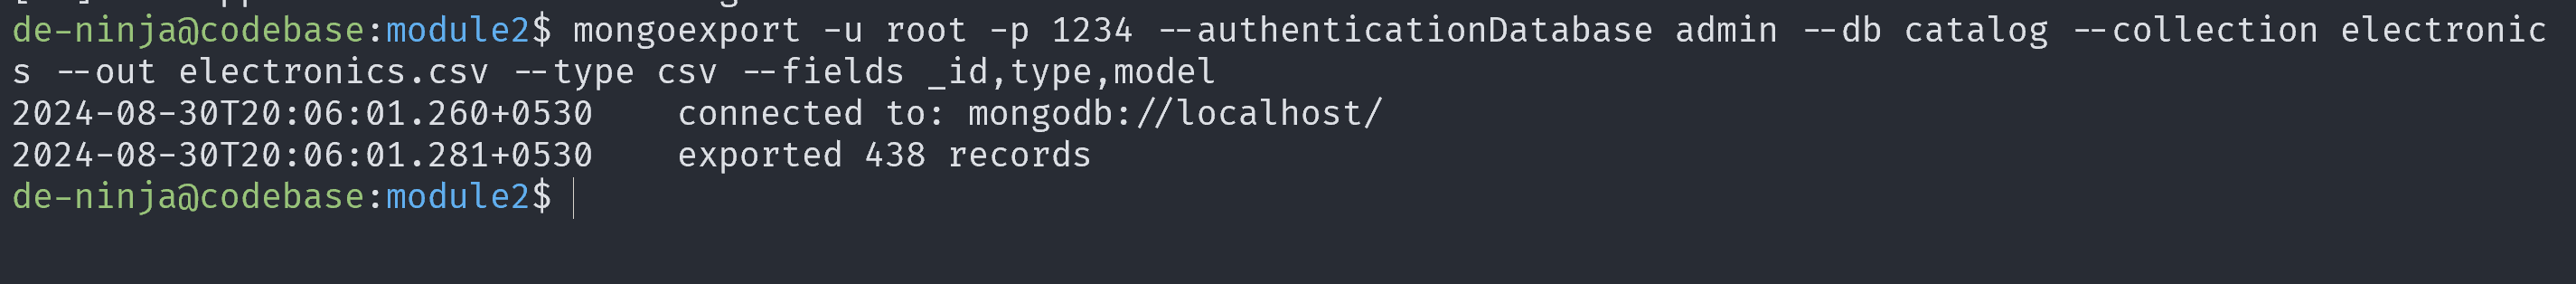 de-ninja@codebase:module2$ mongoexport -u root -p 1234 --authenticationDatabase admin --db catalog --collection electronic
s --out electronics.csv --type csv --fields _id,type,model
2024-08-30T20:06:01.260+0530    connected to: mongodb://localhost/
2024-08-30T20:06:01.281+0530    exported 438 records
de-ninja@codebase:module2$